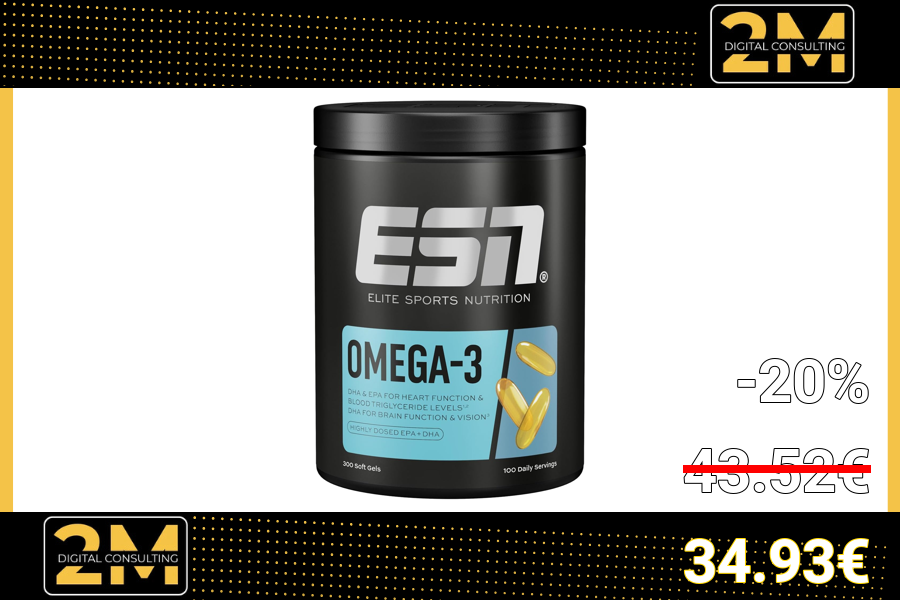 2M
DIGITAL CONSULTING
ESN®
ELITE SPORTS NUTRITION
OMEGA-3
DHA & EPA FOR HEART FUNCTION &
BLOOD TRIGLYCERIDE LEVELS
DHA FOR BRAIN FUNCTION & VISION
HIGHLY DOSED EPA + DHA
300 Soft Gels
100 Daily Servings
-20%
43.52€
2M
DIGITAL CONSULTING
34.93€